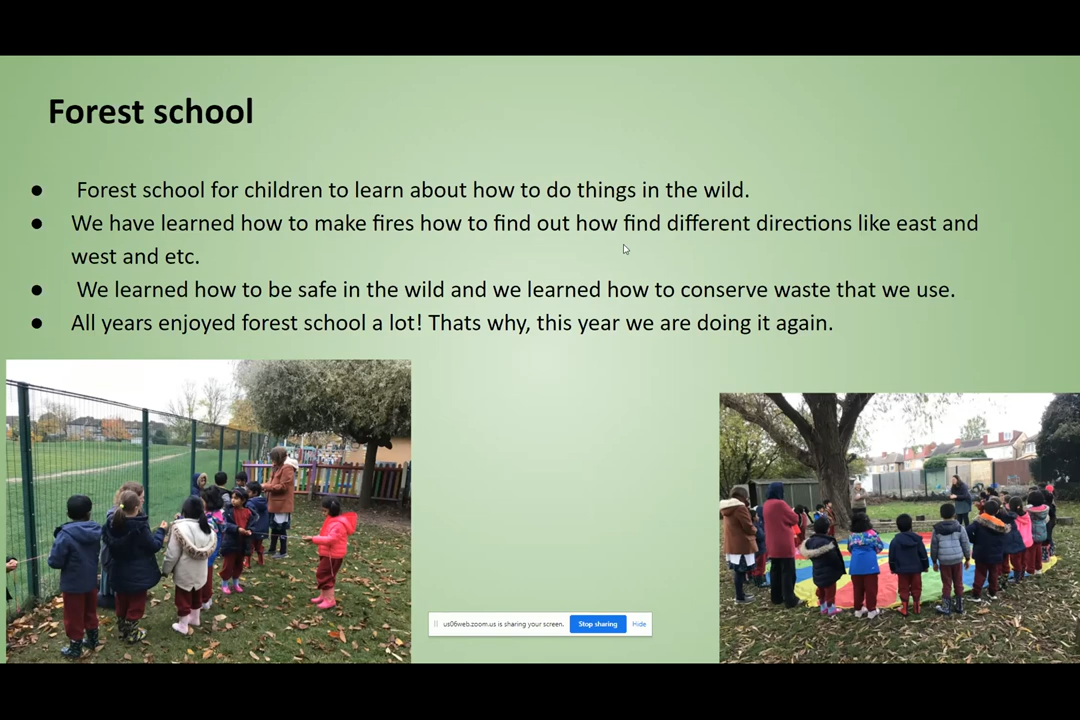 Forest school
● Forest school for children to learn about how to do things in the wild.
● We have learned how to make fires how to find out how find different directions like east and
west and etc.
● We learned how to be safe in the wild and we learned how to conserve waste that we use.
● All years enjoyed forest school a lot! Thats why, this year we are doing it again.
us06web.zoom.us is sharing your screen. Stop sharing Hide